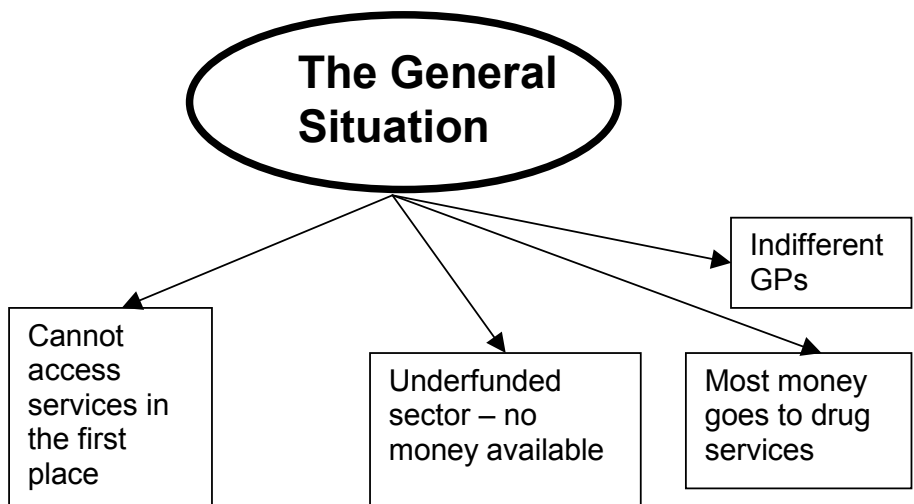 The General
Situation
Indifferent
GPs
Cannot
access
services in
the first
place
Underfunded
sector – no
money available
Most money
goes to drug
services